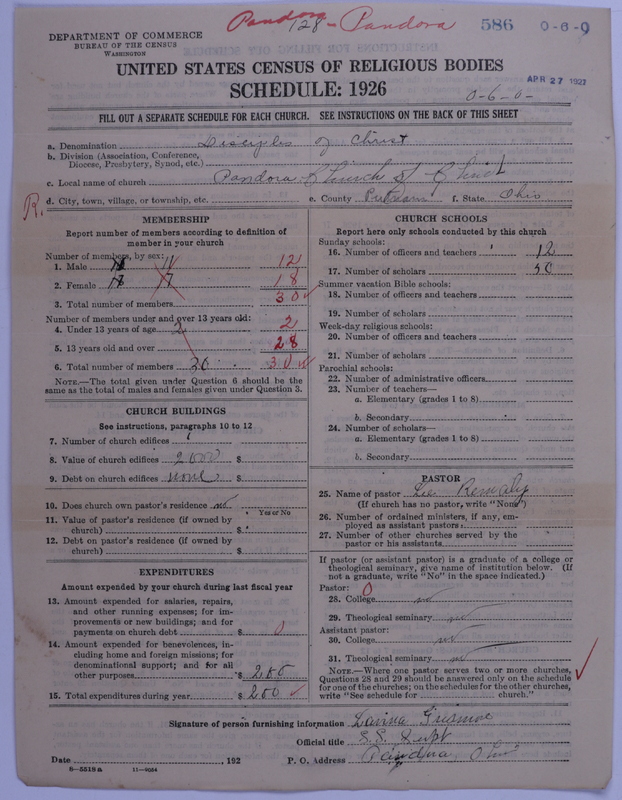 Pandora 128 - Pandora 586 0-6-9
DEPARTMENT OF COMMERCE
BUREAU OF THE CENSUS
WASHINGTON
UNITED STATES CENSUS OF RELIGIOUS BODIES
APR 27 1927
SCHEDULE: 1926
0-6-0-
FILL OUT A SEPARATE SCHEDULE FOR EACH CHURCH. SEE INSTRUCTIONS ON THE BACK OF THIS SHEET
a. Denomination Disciples of Christ
b. Division (Association, Conference,
Diocese, Presbytery, Synod, etc.)
c. Local name of church Pandora Church of Christ
R. d. City, town, village, or township, etc. e. County Putnam f. State Ohio
MEMBERSHIP
Report number of members according to definition of
member in your church
Number of members, by sex:
1. Male 11 12
2. Female 17 18
3. Total number of members 30
Number of members under and over 13 years old:
4. Under 13 years of age 2 2
5. 13 years old and over 28
6. Total number of members 30 30
NOTE.—The total given under Question 6 should be the
same as the total of males and females given under Question 3.
CHURCH BUILDINGS
See instructions, paragraphs 10 to 12
7. Number of church edifices 1
8. Value of church edifices 2000 $
9. Debt on church edifices none $
10. Does church own pastor's residence no
Yes or No
11. Value of pastor's residence (if owned by
church) $
12. Debt on pastor's residence (if owned by
church) $
EXPENDITURES
Amount expended by your church during last fiscal year
13. Amount expended for salaries, repairs,
and other running expenses; for im-
provements or new buildings; and for
payments on church debt $ 0
14. Amount expended for benevolences, in-
cluding home and foreign missions; for
denominational support; and for all
other purposes $ 200
15. Total expenditures during year $ 200
CHURCH SCHOOLS
Report here only schools conducted by this church
Sunday schools:
16. Number of officers and teachers 12
17. Number of scholars 50
Summer vacation Bible schools:
18. Number of officers and teachers
19. Number of scholars
Week-day religious schools:
20. Number of officers and teachers
21. Number of scholars
Parochial schools:
22. Number of administrative officers
23. Number of teachers—
a. Elementary (grades 1 to 8)
b. Secondary
24. Number of scholars—
a. Elementary (grades 1 to 8)
b. Secondary
PASTOR
25. Name of pastor Lee
(If church has no pastor, write "None")
26. Number of ordained ministers, if any, em-
ployed as assistant pastors
27. Number of other churches served by the
pastor or his assistants
If pastor (or assistant pastor) is a graduate of a college or
theological seminary, give name of institution below. (If
not a graduate, write "No" in the space indicated.)
Pastor: 0
28. College no
29. Theological seminary no
Assistant pastor:
30. College no
31. Theological seminary no
NOTE.—Where one pastor serves two or more churches,
Questions 28 and 29 should be answered only on the schedule
for one of the churches; on the schedules for the other churches,
write "See schedule for church."
Signature of person furnishing information Lavina
Official title S.S. Supt
Date , 192 P. O. Address Pandora, Ohio
8—5518 a 11—9084